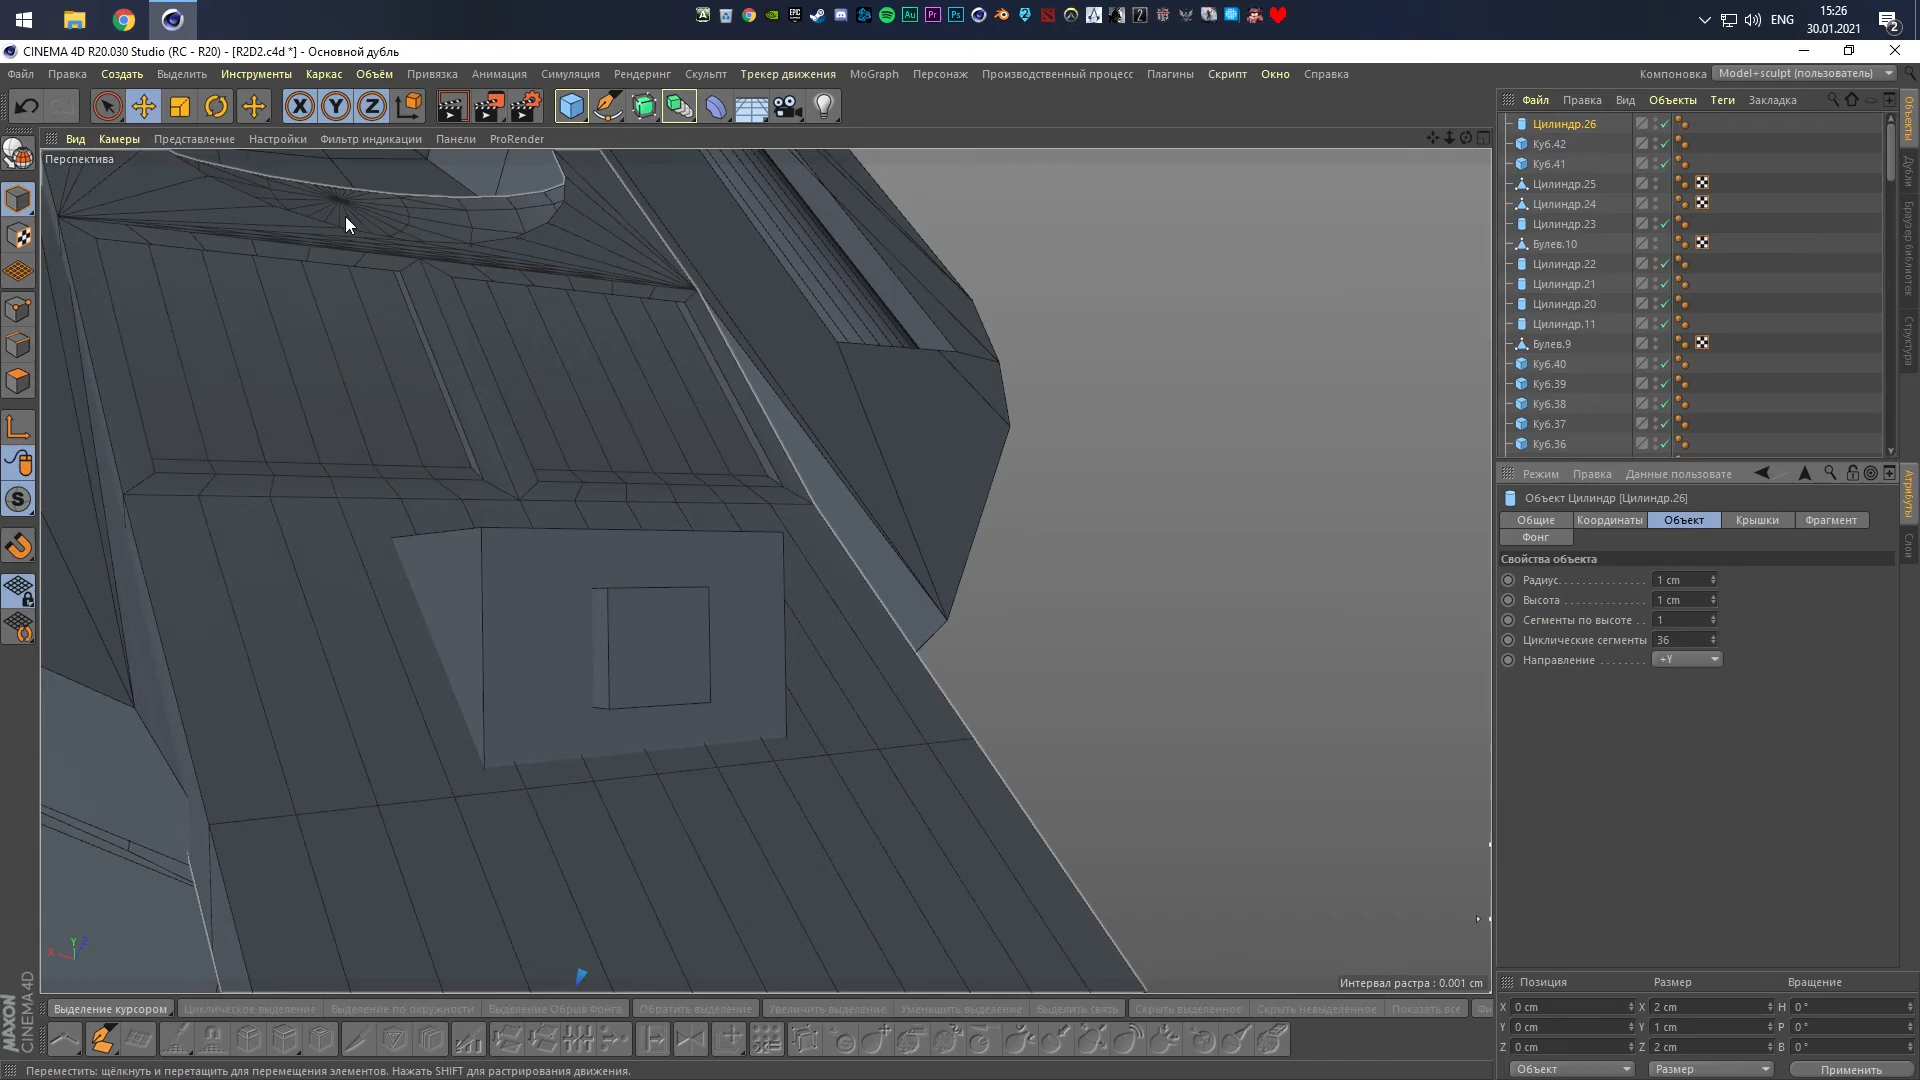 ENG
15:26
30.01.2021
2
CINEMA 4D R20.030 Studio (RC - R20) - [R2D2.c4d *] - Основной дубль
Файл Правка Создать Выделить Инструменты Каркас Объём Привязка Анимация Симуляция Рендеринг Скульпт Трекер движения MoGraph Персонаж Производственный процесс Плагины Скрипт Окно Справка
Компоновка Model+sculpt (пользователь)
Вид Камеры Представление Настройки Фильтр индикации Панели ProRender
Перспектива
Файл Правка Вид Объекты Теги Закладка
Цилиндр.26
Куб.42
Куб.41
Цилиндр.25
Цилиндр.24
Цилиндр.23
Булев.10
Цилиндр.22
Цилиндр.21
Цилиндр.20
Цилиндр.11
Булев.9
Куб.40
Куб.39
Куб.38
Куб.37
Куб.36
Объекты
Дубли
Браузер библиотек
Структура
Режим Правка Данные пользовате
Объект Цилиндр [Цилиндр.26]
Общие Координаты Объект Крышки Фрагмент
Фонг
Свойства объекта
Радиус. . . . . . . . . . . . . . . 1 cm
Высота . . . . . . . . . . . . . . 1 cm
Сегменты по высоте . . 1
Циклические сегменты 36
Направление . . . . . . . . +Y
Атрибуты
Слои
X Y Z
Интервал растра : 0.001 cm
Позиция Размер Вращение
X 0 cm X 2 cm H 0 °
Y 0 cm Y 1 cm P 0 °
Z 0 cm Z 2 cm B 0 °
Объект Размер Применить
Выделение курсором Циклическое выделение Выделение по окружности Выделение Обрыв Фонга Обратить выделение Увеличить выделение Уменьшить выделение Выделить связь Скрыть выделенное Скрыть невыделенное Показать все
MAXON CINEMA 4D
Переместить: щёлкнуть и перетащить для перемещения элементов. Нажать SHIFT для растрирования движения.